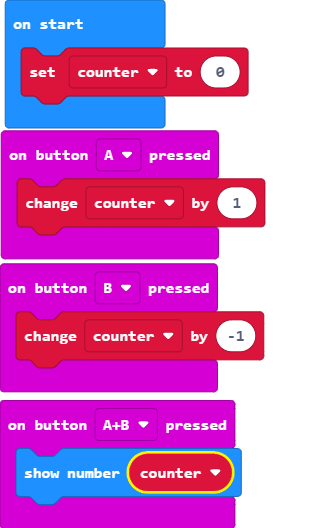 on start
set counter to 0
on button A pressed
change counter by 1
on button B pressed
change counter by -1
on button A+B pressed
show number counter